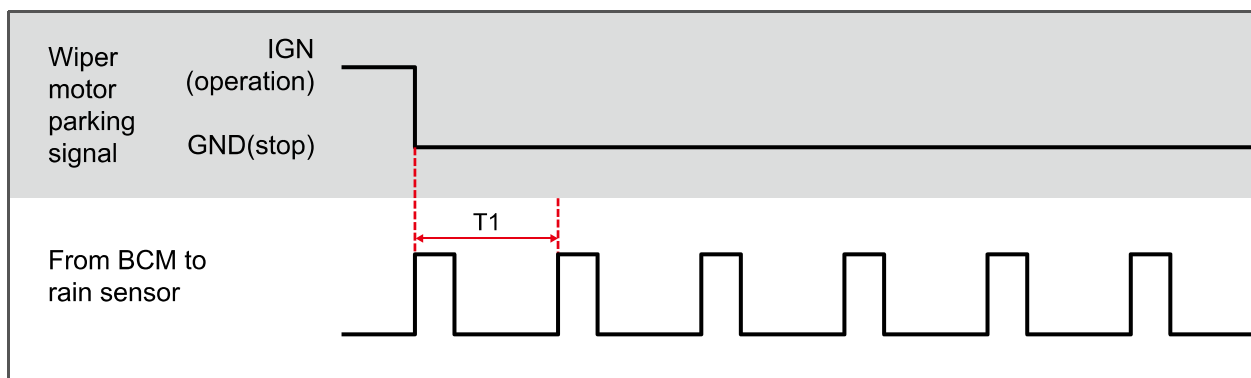 Wiper
motor
parking
signal
IGN
(operation)
GND(stop)
T1
From BCM to
rain sensor